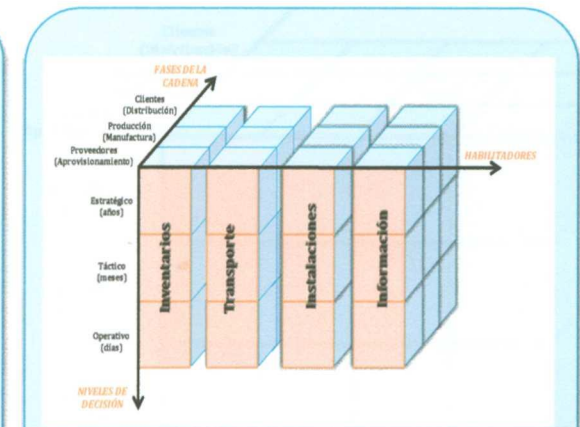 FASES DE LA
CADENA
Clientes
(Distribución)
Producción
(Manufactura)
Proveedores
(Aprovisionamiento)
HABILITADORES
Estratégico
(años)
Táctico
(meses)
Operativo
(días)
Inventarios
Transporte
Instalaciones
Información
NIVELES DE
DECISIÓN